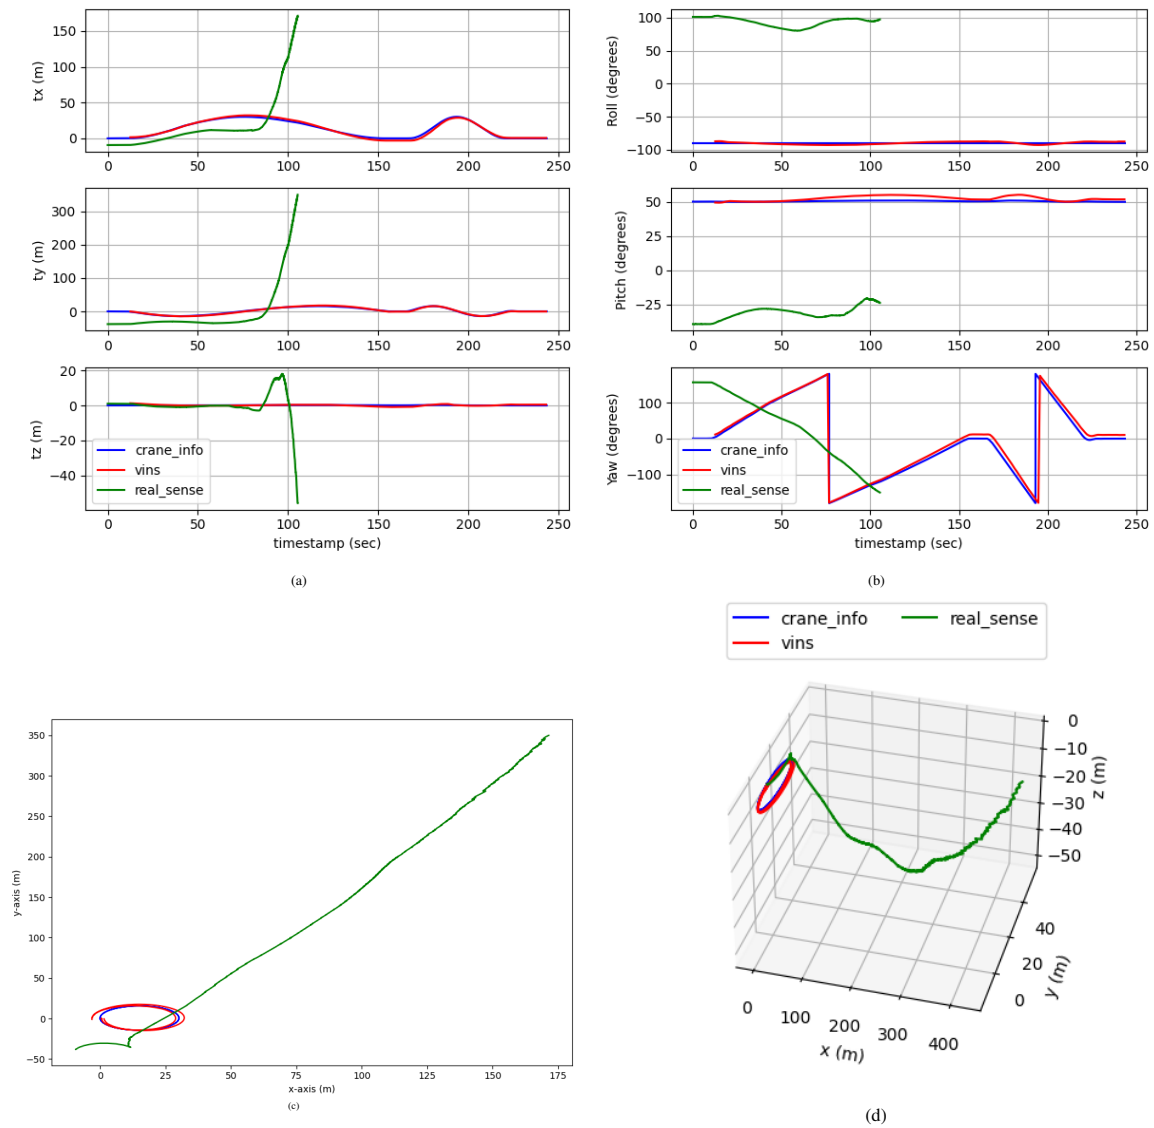 150
100
50
0
tx (m)
0 50 100 150 200 250
300
200
100
0
ty (m)
0 50 100 150 200 250
20
0
−20
−40
tz (m)
crane_info
vins
real_sense
0 50 100 150 200 250
timestamp (sec)
(a)
100
50
0
−50
−100
Roll (degrees)
0 50 100 150 200 250
50
25
0
−25
Pitch (degrees)
0 50 100 150 200 250
100
0
−100
Yaw (degrees)
crane_info
vins
real_sense
0 50 100 150 200 250
timestamp (sec)
(b)
350
300
250
200
150
100
50
0
−50
y-axis (m)
0 25 50 75 100 125 150 175
x-axis (m)
(c)
crane_info real_sense
vins
0
−10
−20
−30
−40
−50
z (m)
40
20
0
y (m)
0 100 200 300 400
x (m)
(d)